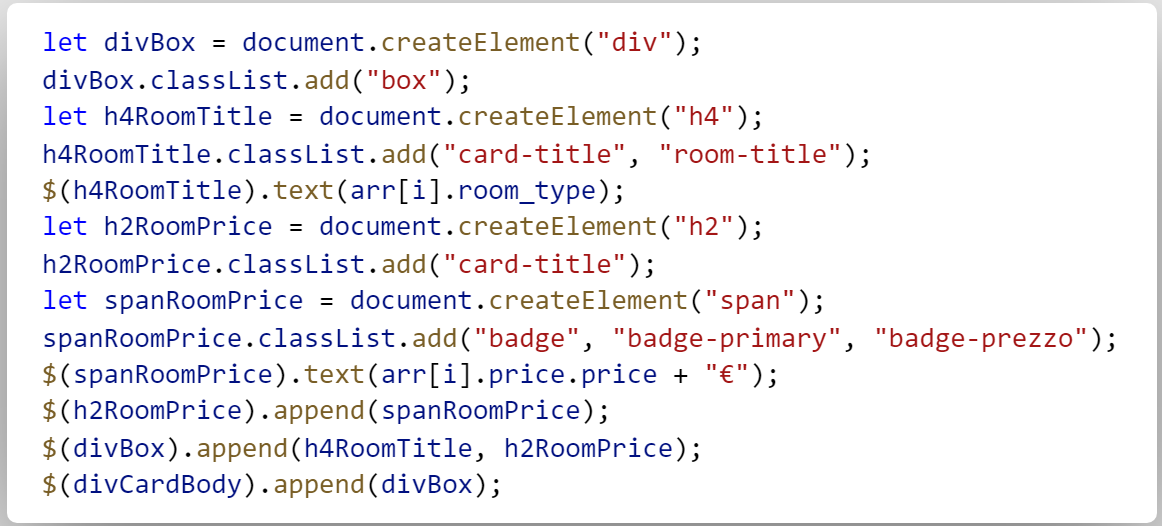 let divBox = document.createElement("div");
divBox.classList.add("box");
let h4RoomTitle = document.createElement("h4");
h4RoomTitle.classList.add("card-title", "room-title");
$(h4RoomTitle).text(arr[i].room_type);
let h2RoomPrice = document.createElement("h2");
h2RoomPrice.classList.add("card-title");
let spanRoomPrice = document.createElement("span");
spanRoomPrice.classList.add("badge", "badge-primary", "badge-prezzo");
$(spanRoomPrice).text(arr[i].price.price + "€");
$(h2RoomPrice).append(spanRoomPrice);
$(divBox).append(h4RoomTitle, h2RoomPrice);
$(divCardBody).append(divBox);